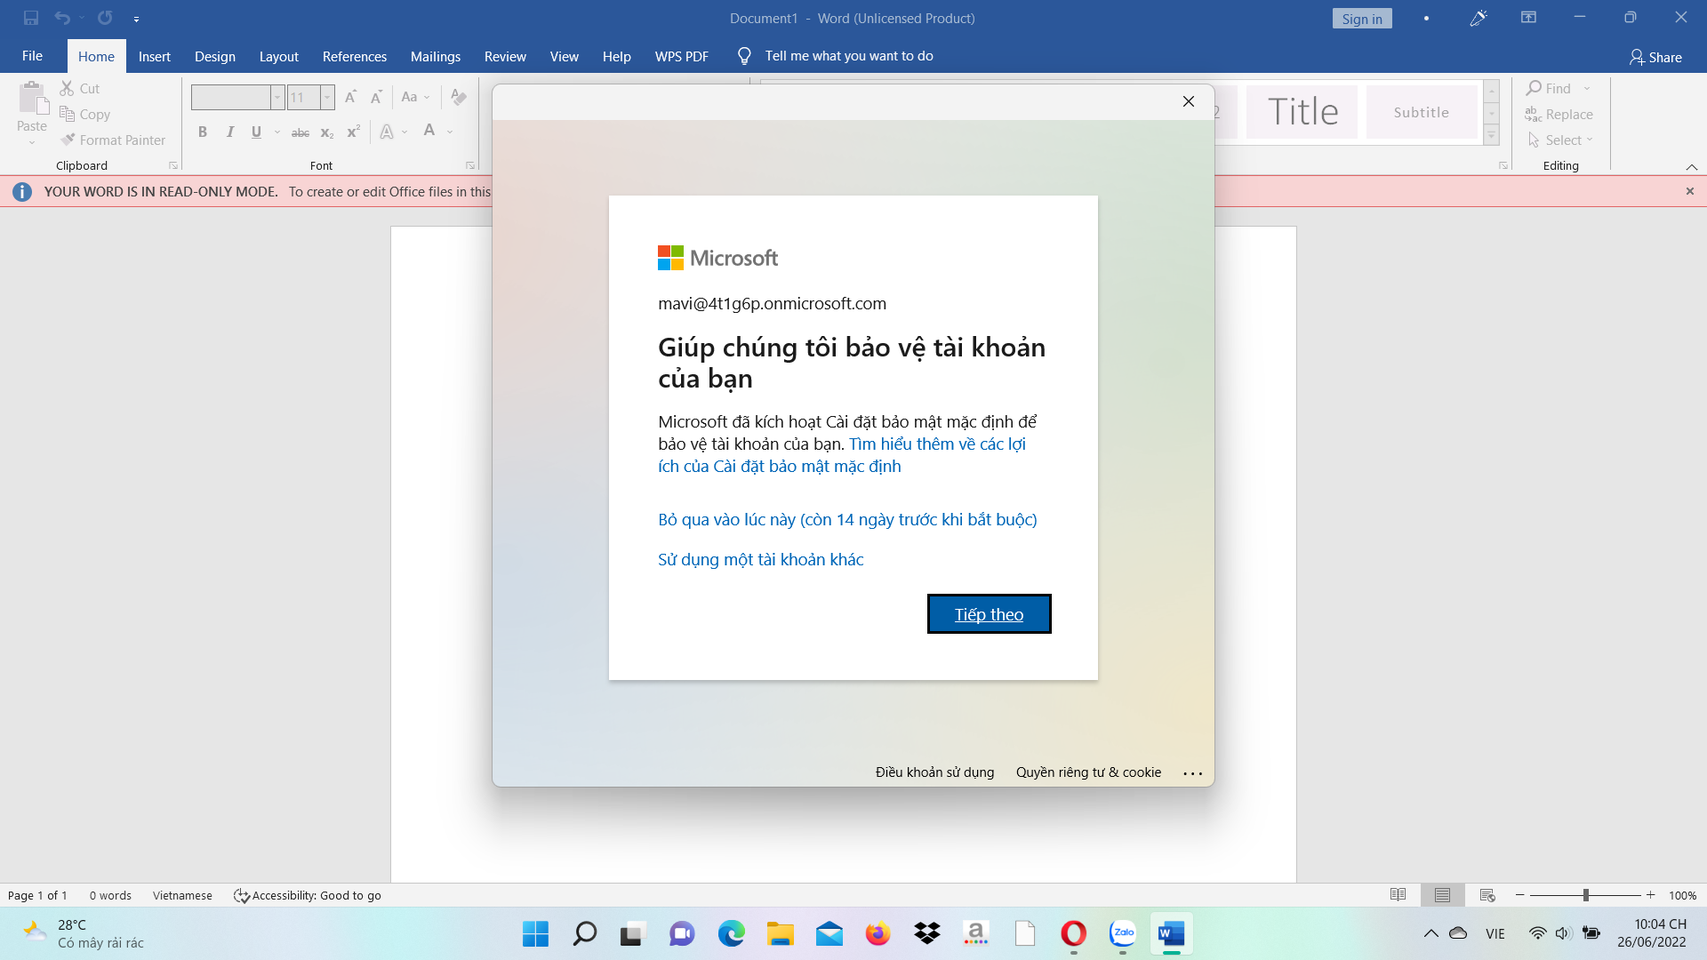 Document1 - Word (Unlicensed Product)
Sign in
File
Home
Insert
Design
Layout
References
Mailings
Review
View
Help
WPS PDF
Tell me what you want to do
Share
Paste
Cut
Copy
Format Painter
Clipboard
11
Aa
B I U abc x₂ x² A A
Font
2
Title
Subtitle
Find
Replace
Select
Editing
YOUR WORD IS IN READ-ONLY MODE. To create or edit Office files in this
Microsoft
mavi@4t1g6p.onmicrosoft.com
Giúp chúng tôi bảo vệ tài khoản
của bạn
Microsoft đã kích hoạt Cài đặt bảo mật mặc định để
bảo vệ tài khoản của bạn. Tìm hiểu thêm về các lợi
ích của Cài đặt bảo mật mặc định
Bỏ qua vào lúc này (còn 14 ngày trước khi bắt buộc)
Sử dụng một tài khoản khác
Tiếp theo
Điều khoản sử dụng
Quyền riêng tư & cookie
Page 1 of 1
0 words
Vietnamese
Accessibility: Good to go
100%
28°C
Có mây rải rác
Zalo
VIE
10:04 CH
26/06/2022